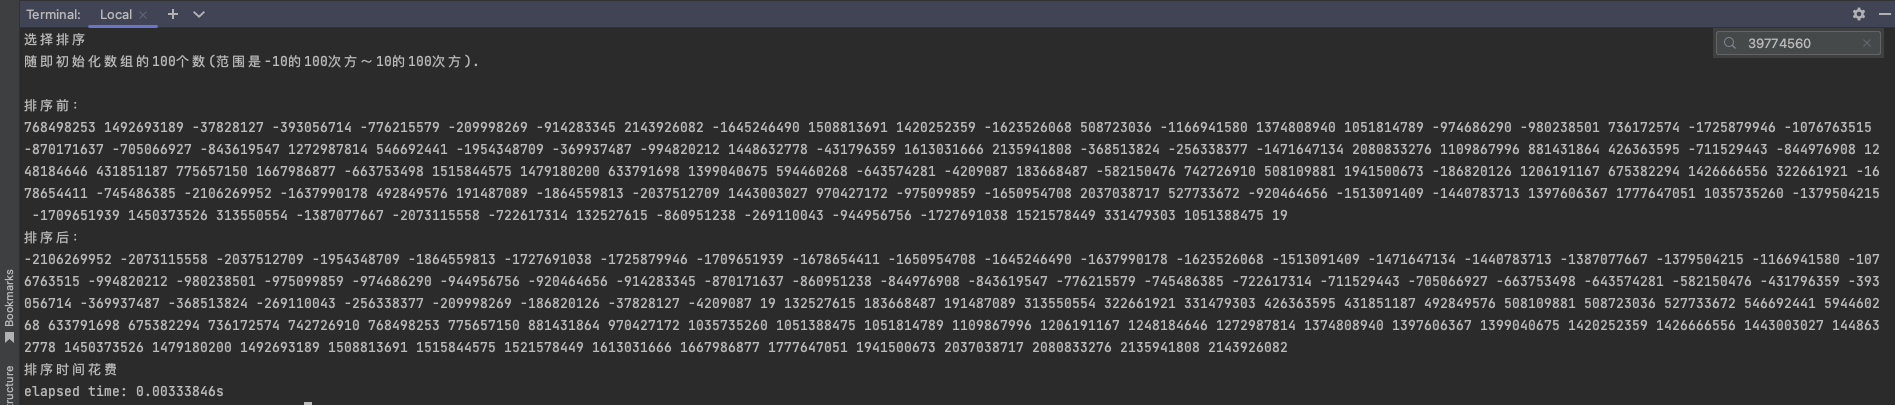 Terminal: Local
39774560
选择排序
随即初始化数组的100个数(范围是-10的100次方～10的100次方).
排序前：
768498253 1492693189 -37828127 -393056714 -776215579 -209998269 -914283345 2143926082 -1645246490 1508813691 1420252359 -1623526068 508723036 -1166941580 1374808940 1051814789 -974686290 -980238501 736172574 -1725879946 -1076763515
-870171637 -705066927 -843619547 1272987814 546692441 -1954348709 -369937487 -994820212 1448632778 -431796359 1613031666 2135941808 -368513824 -256338377 -1471647134 2080833276 1109867996 881431864 426363595 -711529443 -844976908 12
48184646 431851187 775657150 1667986877 -663753498 1515844575 1479180200 633791698 1399040675 594460268 -643574281 -4209087 183668487 -582150476 742726910 508109881 1941500673 -186820126 1206191167 675382294 1426666556 322661921 -16
78654411 -745486385 -2106269952 -1637990178 492849576 191487089 -1864559813 -2037512709 1443003027 970427172 -975099859 -1650954708 2037038717 527733672 -920464656 -1513091409 -1440783713 1397606367 1777647051 1035735260 -1379504215
-1709651939 1450373526 313550554 -1387077667 -2073115558 -722617314 132527615 -860951238 -269110043 -944956756 -1727691038 1521578449 331479303 1051388475 19
排序后：
-2106269952 -2073115558 -2037512709 -1954348709 -1864559813 -1727691038 -1725879946 -1709651939 -1678654411 -1650954708 -1645246490 -1637990178 -1623526068 -1513091409 -1471647134 -1440783713 -1387077667 -1379504215 -1166941580 -107
6763515 -994820212 -980238501 -975099859 -974686290 -944956756 -920464656 -914283345 -870171637 -860951238 -844976908 -843619547 -776215579 -745486385 -722617314 -711529443 -705066927 -663753498 -643574281 -582150476 -431796359 -393
056714 -369937487 -368513824 -269110043 -256338377 -209998269 -186820126 -37828127 -4209087 19 132527615 183668487 191487089 313550554 322661921 331479303 426363595 431851187 492849576 508109881 508723036 527733672 546692441 5944602
68 633791698 675382294 736172574 742726910 768498253 775657150 881431864 970427172 1035735260 1051388475 1051814789 1109867996 1206191167 1248184646 1272987814 1374808940 1397606367 1399040675 1420252359 1426666556 1443003027 144863
2778 1450373526 1479180200 1492693189 1508813691 1515844575 1521578449 1613031666 1667986877 1777647051 1941500673 2037038717 2080833276 2135941808 2143926082
排序时间花费
elapsed time: 0.00333846s
Bookmarks
ructure